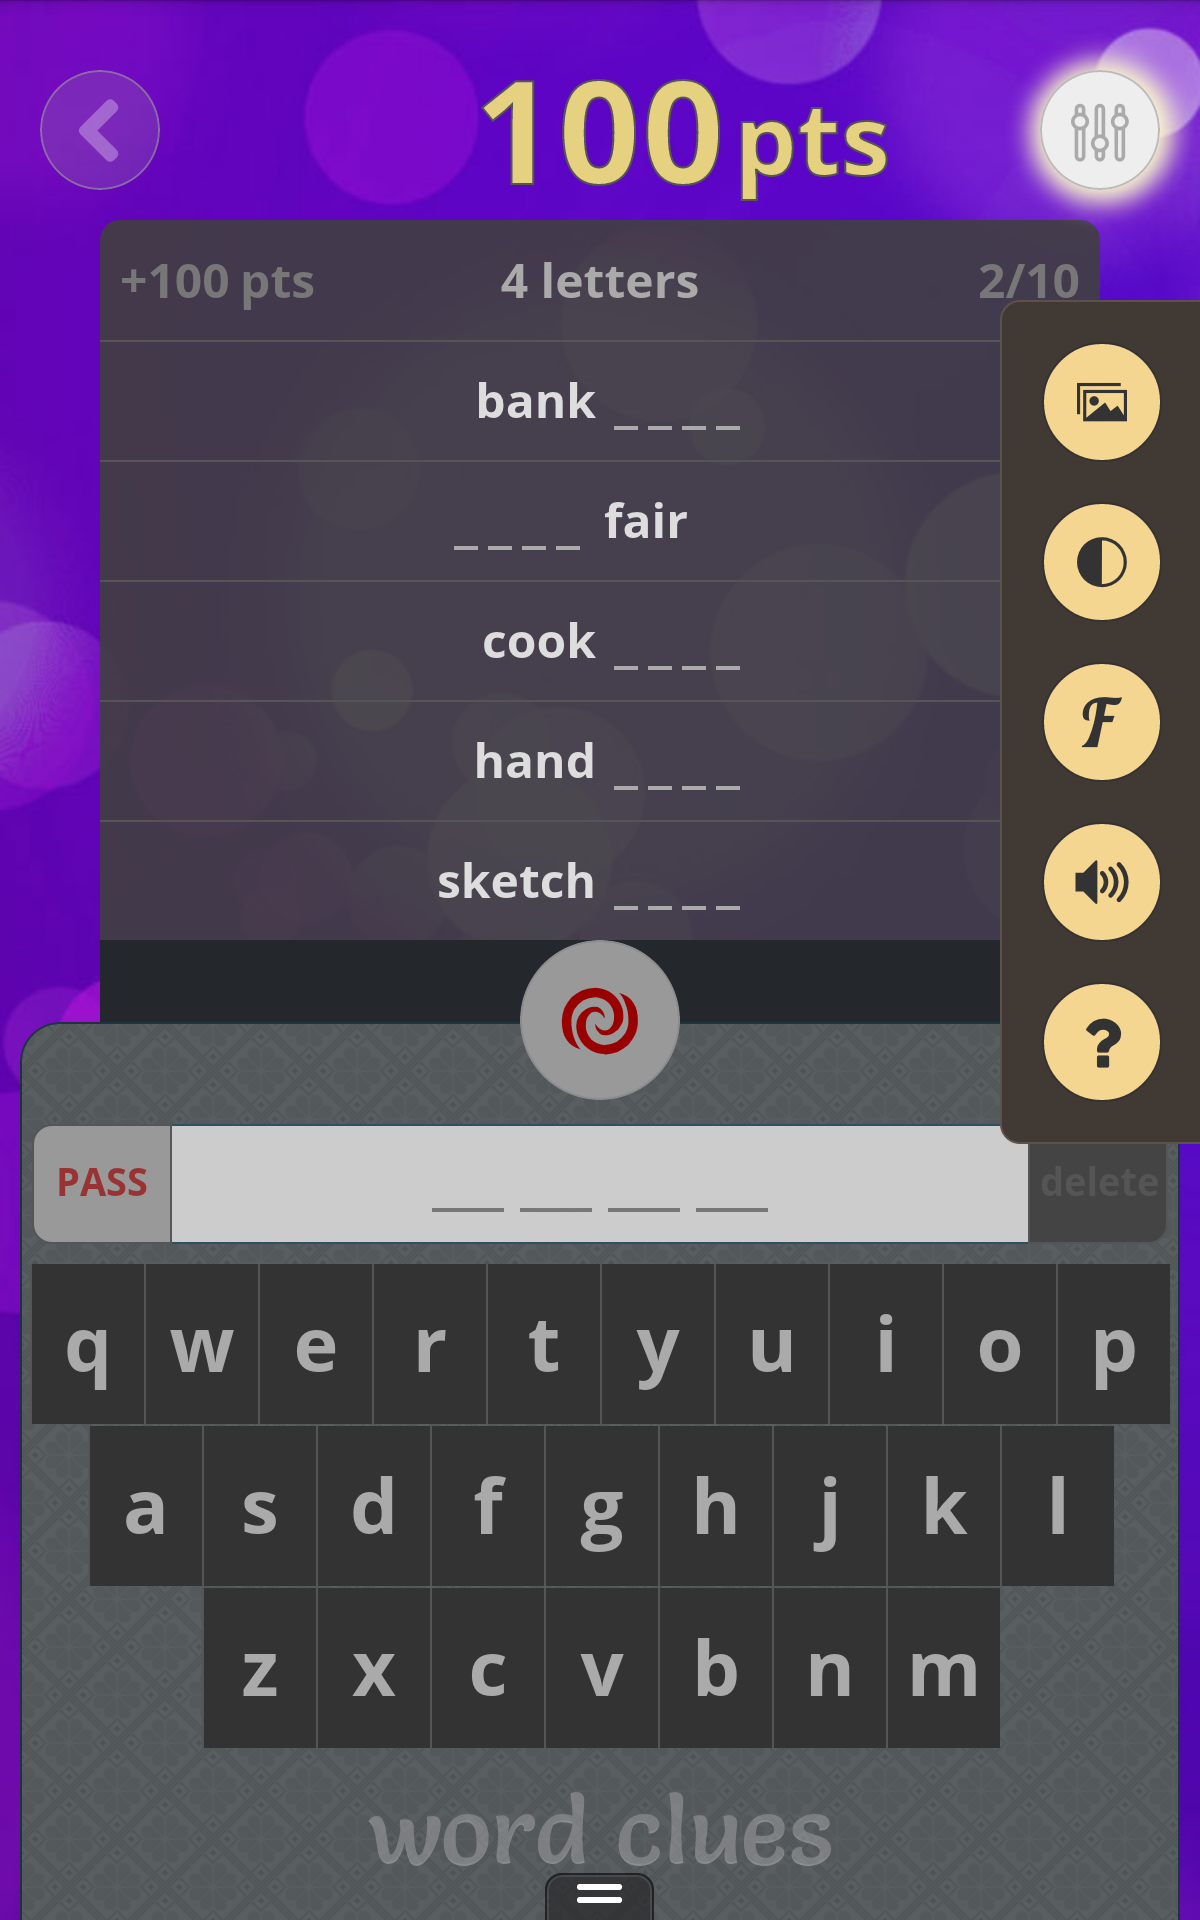 100 pts
+100 pts 4 letters 2/10
bank _ _ _ _
_ _ _ _ fair
cook _ _ _ _
hand _ _ _ _
sketch _ _ _ _
F
?
PASS _ _ _ _ delete
q w e r t y u i o p
a s d f g h j k l
z x c v b n m
word clues